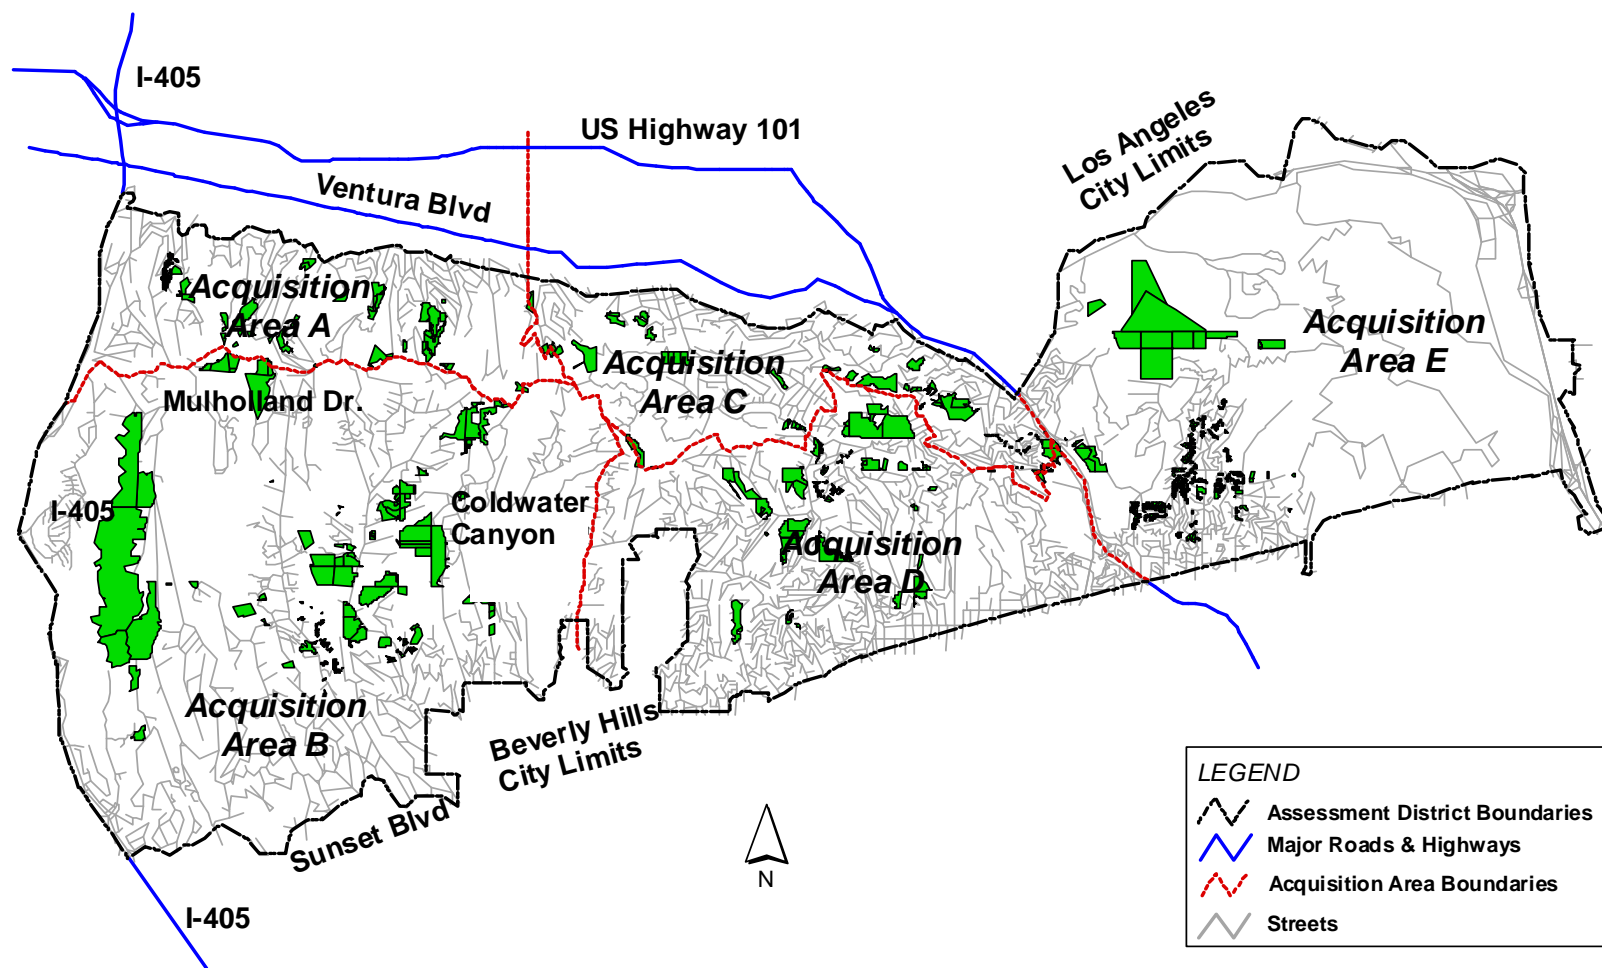 I-405
US Highway 101
Los Angeles
City Limits
Ventura Blvd
Acquisition
Area A
Acquisition
Area E
Acquisition
Area C
Mulholland Dr.
I-405
Coldwater
Canyon
Acquisition
Area D
Acquisition
Area B
Beverly Hills
City Limits
Sunset Blvd
I-405
N
LEGEND
Assessment District Boundaries
Major Roads & Highways
Acquisition Area Boundaries
Streets